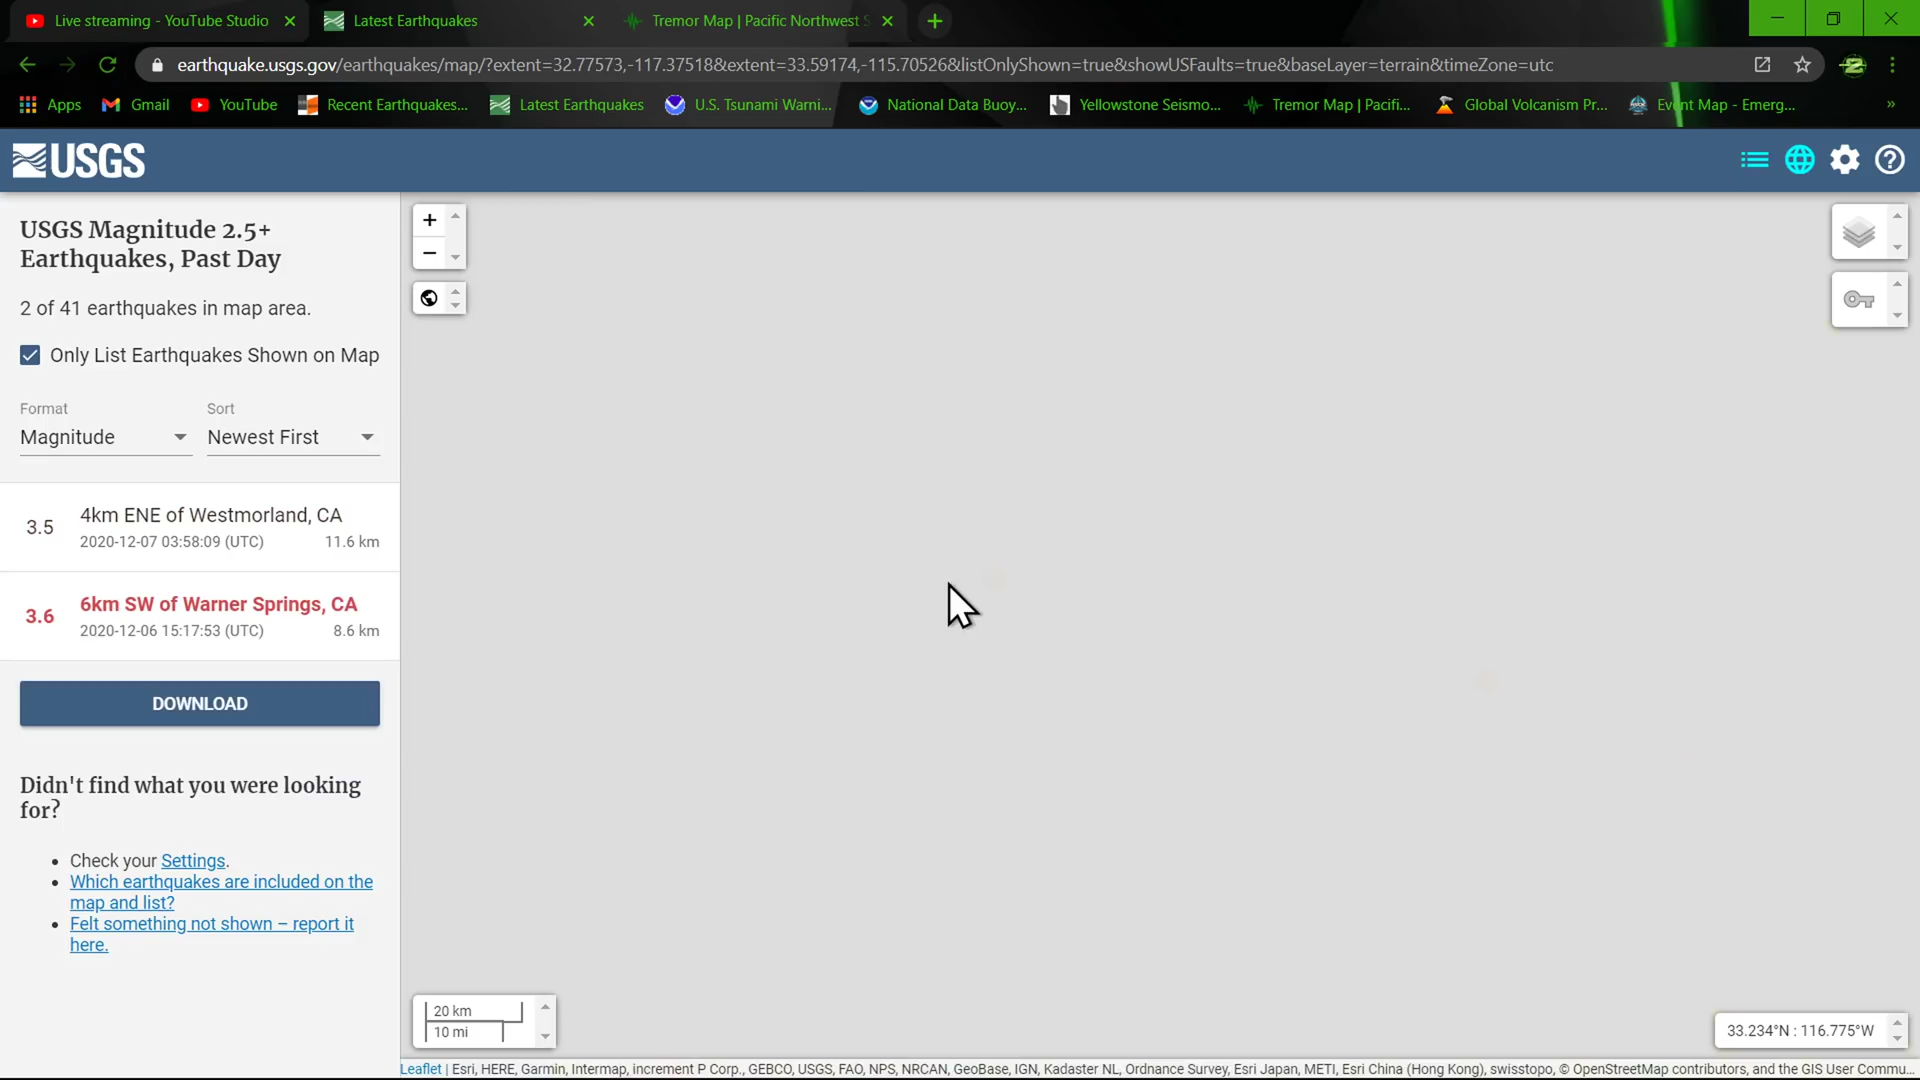 Live streaming - YouTube Studio
Latest Earthquakes
Tremor Map | Pacific Northwest S
earthquake.usgs.gov/earthquakes/map/?extent=32.77573,-117.37518&extent=33.59174,-115.70526&listOnlyShown=true&showUSFaults=true&baseLayer=terrain&timeZone=utc
Apps
Gmail
YouTube
Recent Earthquakes...
Latest Earthquakes
U.S. Tsunami Warni...
National Data Buoy...
Yellowstone Seismo...
Tremor Map | Pacifi...
Global Volcanism Pr...
Event Map - Emerg...
»
USGS
USGS Magnitude 2.5+
Earthquakes, Past Day
2 of 41 earthquakes in map area.
Only List Earthquakes Shown on Map
Format
Sort
Magnitude
Newest First
3.5
4km ENE of Westmorland, CA
2020-12-07 03:58:09 (UTC)
11.6 km
3.6
6km SW of Warner Springs, CA
2020-12-06 15:17:53 (UTC)
8.6 km
DOWNLOAD
Didn't find what you were looking
for?
Check your Settings.
Which earthquakes are included on the
map and list?
Felt something not shown – report it
here.
+
−
20 km
10 mi
33.234°N : 116.775°W
Leaflet | Esri, HERE, Garmin, Intermap, increment P Corp., GEBCO, USGS, FAO, NPS, NRCAN, GeoBase, IGN, Kadaster NL, Ordnance Survey, Esri Japan, METI, Esri China (Hong Kong), swisstopo, © OpenStreetMap contributors, and the GIS User Commu...